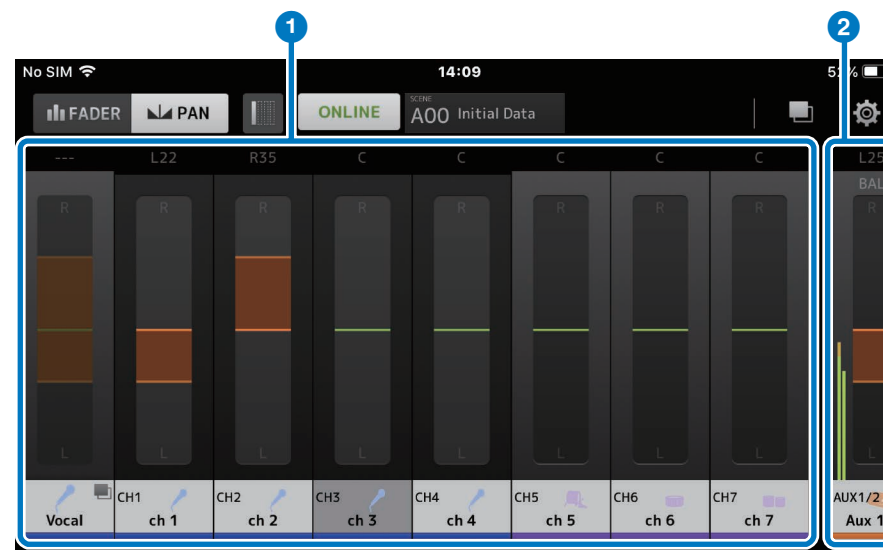 1 2
No SIM 14:09 5 %
FADER PAN ONLINE SCENE A00 Initial Data
--- L22 R35 C C C C C L25
BAL
R R R R R R R R R
L L L L L L L L L
CH1 CH2 CH3 CH4 CH5 CH6 CH7 AUX1/2
Vocal ch 1 ch 2 ch 3 ch 4 ch 5 ch 6 ch 7 Aux 1